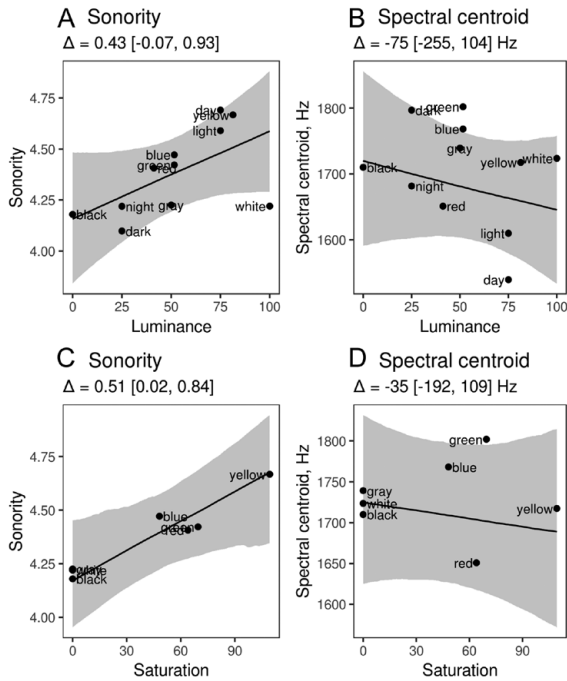 A Sonority
Δ = 0.43 [-0.07, 0.93]
Sonority
4.75
4.50
4.25
4.00
day
yellow
light
blue
green
red
black
night
gray
white
dark
0 25 50 75 100
Luminance
B Spectral centroid
Δ = -75 [-255, 104] Hz
Spectral centroid, Hz
1800
1700
1600
dark
green
blue
gray
black
yellow
white
night
red
light
day
0 25 50 75 100
Luminance
C Sonority
Δ = 0.51 [0.02, 0.84]
Sonority
4.75
4.50
4.25
4.00
yellow
blue
green
red
gray
white
black
0 30 60 90
Saturation
D Spectral centroid
Δ = -35 [-192, 109] Hz
Spectral centroid, Hz
1800
1750
1700
1650
1600
green
blue
gray
white
black
yellow
red
0 30 60 90
Saturation